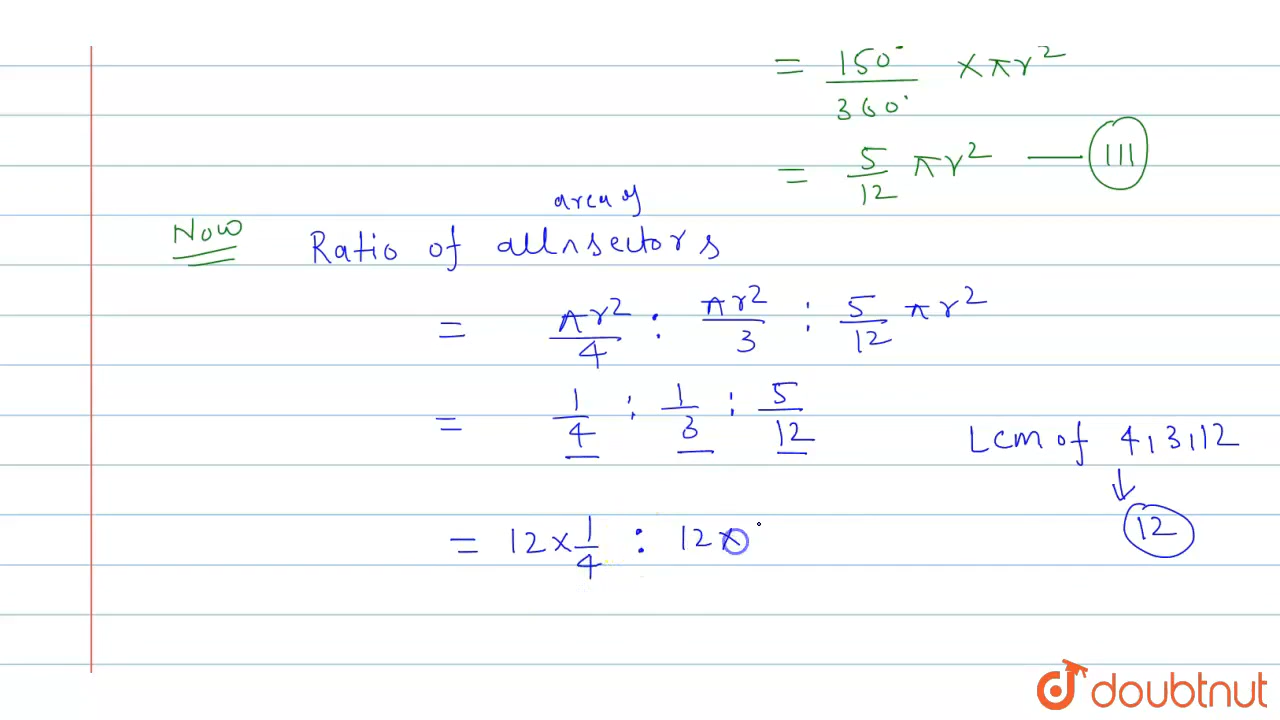 = 150°/360° × πr²
= 5/12 πr² — III
area of
Now Ratio of all ∧ sectors
= πr²/4 : πr²/3 : 5/12 πr²
= 1/4 : 1/3 : 5/12
Lcm of 4,3,12
↓
12
= 12×1/4 : 12×
doubtnut